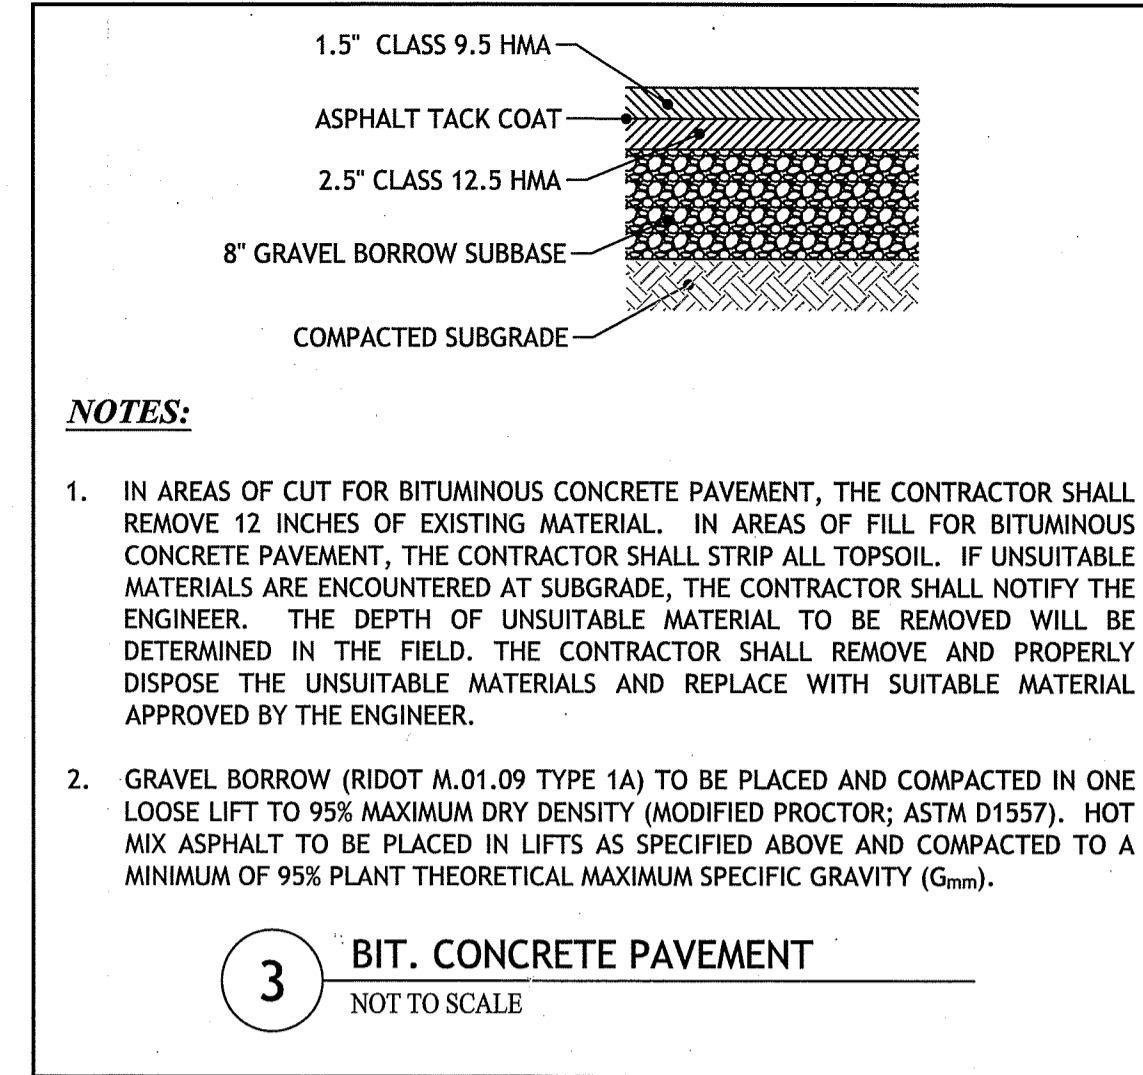 1.5" CLASS 9.5 HMA
ASPHALT TACK COAT
2.5" CLASS 12.5 HMA
8" GRAVEL BORROW SUBBASE
COMPACTED SUBGRADE
NOTES:
1. IN AREAS OF CUT FOR BITUMINOUS CONCRETE PAVEMENT, THE CONTRACTOR SHALL
REMOVE 12 INCHES OF EXISTING MATERIAL. IN AREAS OF FILL FOR BITUMINOUS
CONCRETE PAVEMENT, THE CONTRACTOR SHALL STRIP ALL TOPSOIL. IF UNSUITABLE
MATERIALS ARE ENCOUNTERED AT SUBGRADE, THE CONTRACTOR SHALL NOTIFY THE
ENGINEER. THE DEPTH OF UNSUITABLE MATERIAL TO BE REMOVED WILL BE
DETERMINED IN THE FIELD. THE CONTRACTOR SHALL REMOVE AND PROPERLY
DISPOSE THE UNSUITABLE MATERIALS AND REPLACE WITH SUITABLE MATERIAL
APPROVED BY THE ENGINEER.
2. GRAVEL BORROW (RIDOT M.01.09 TYPE 1A) TO BE PLACED AND COMPACTED IN ONE
LOOSE LIFT TO 95% MAXIMUM DRY DENSITY (MODIFIED PROCTOR; ASTM D1557). HOT
MIX ASPHALT TO BE PLACED IN LIFTS AS SPECIFIED ABOVE AND COMPACTED TO A
MINIMUM OF 95% PLANT THEORETICAL MAXIMUM SPECIFIC GRAVITY (Gmm).
3 BIT. CONCRETE PAVEMENT
NOT TO SCALE